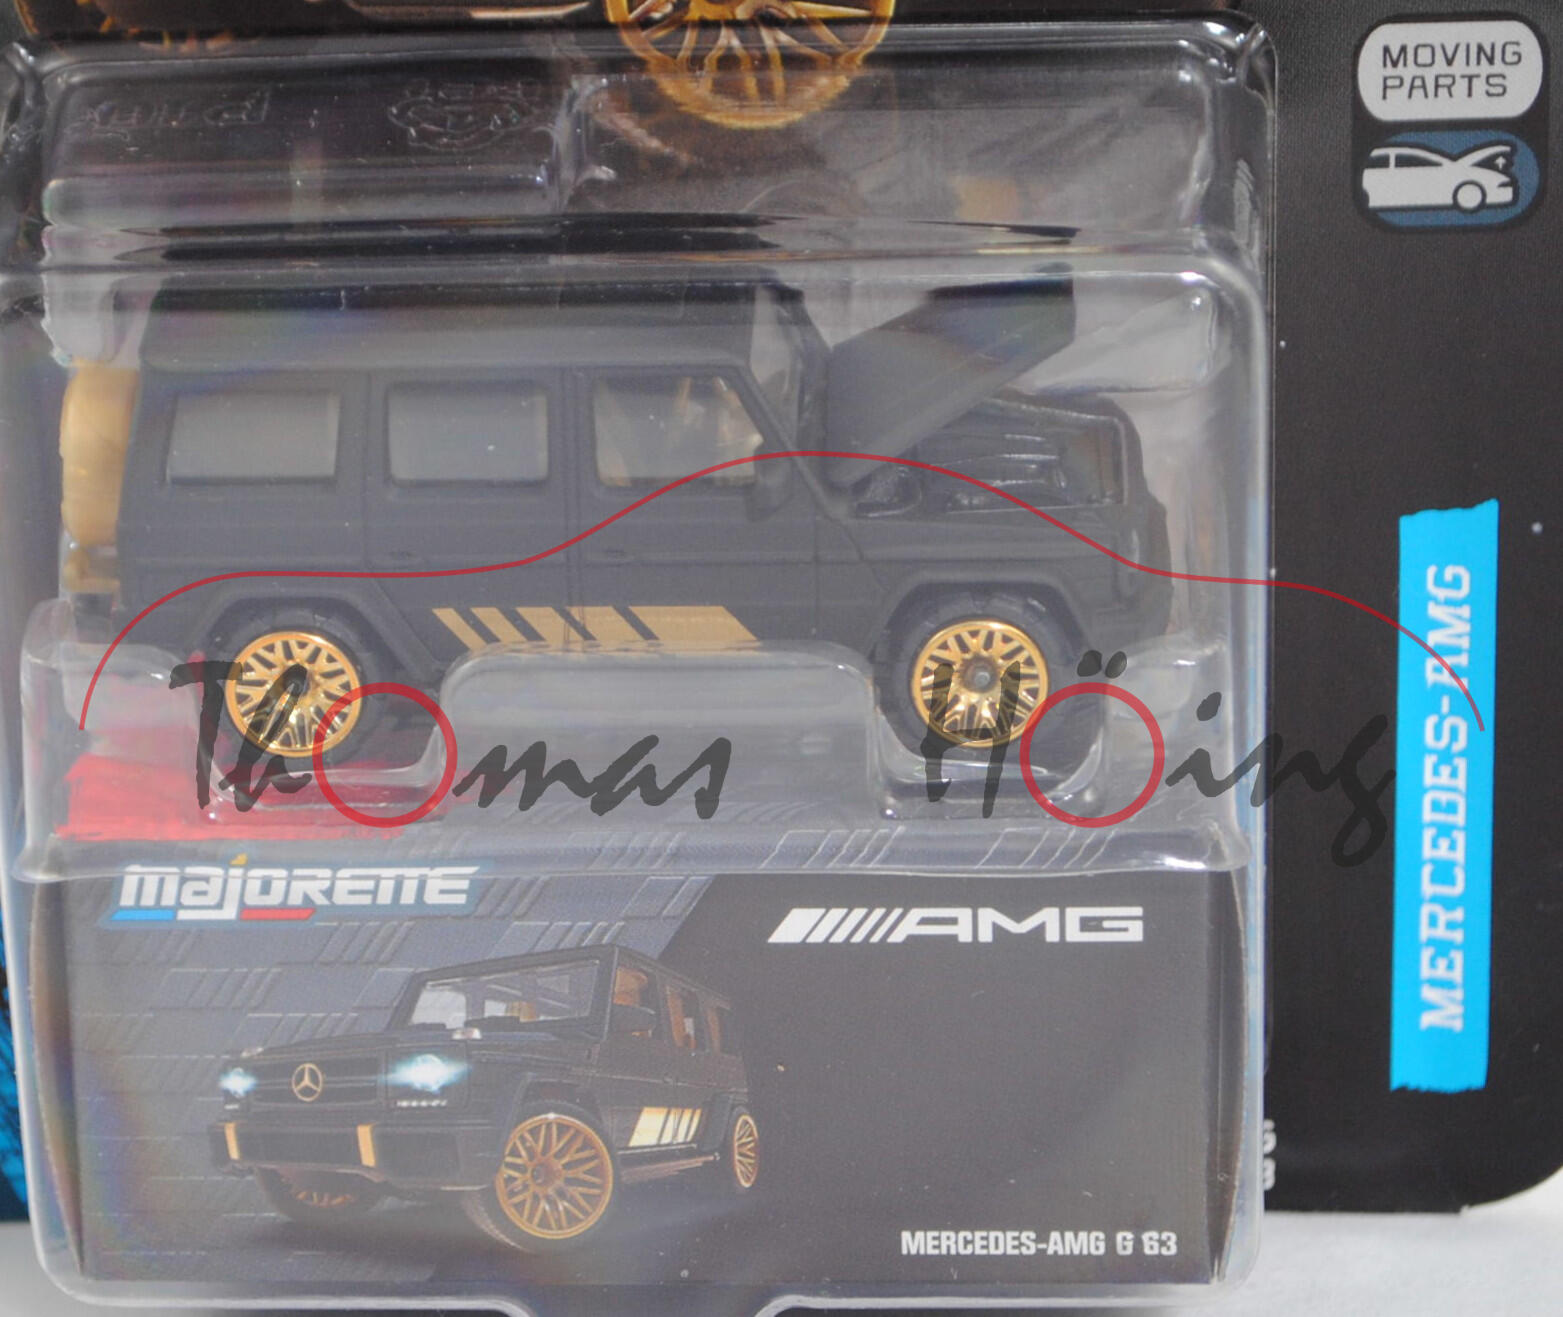 MOVING
PARTS
MERCEDES-AMG
Thomas Höing
majorette
AMG
MERCEDES-AMG G 63